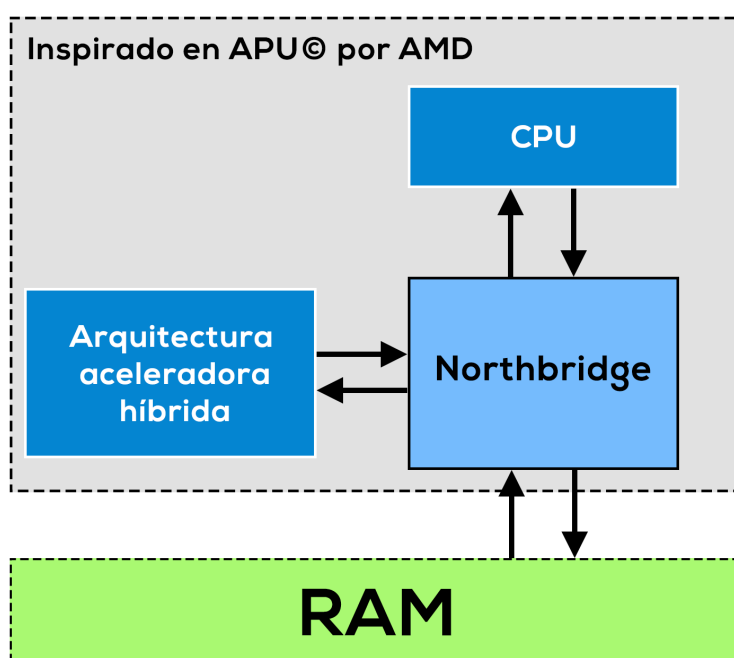 Inspirado en APU© por AMD
CPU
Arquitectura
aceleradora
híbrida
Northbridge
RAM